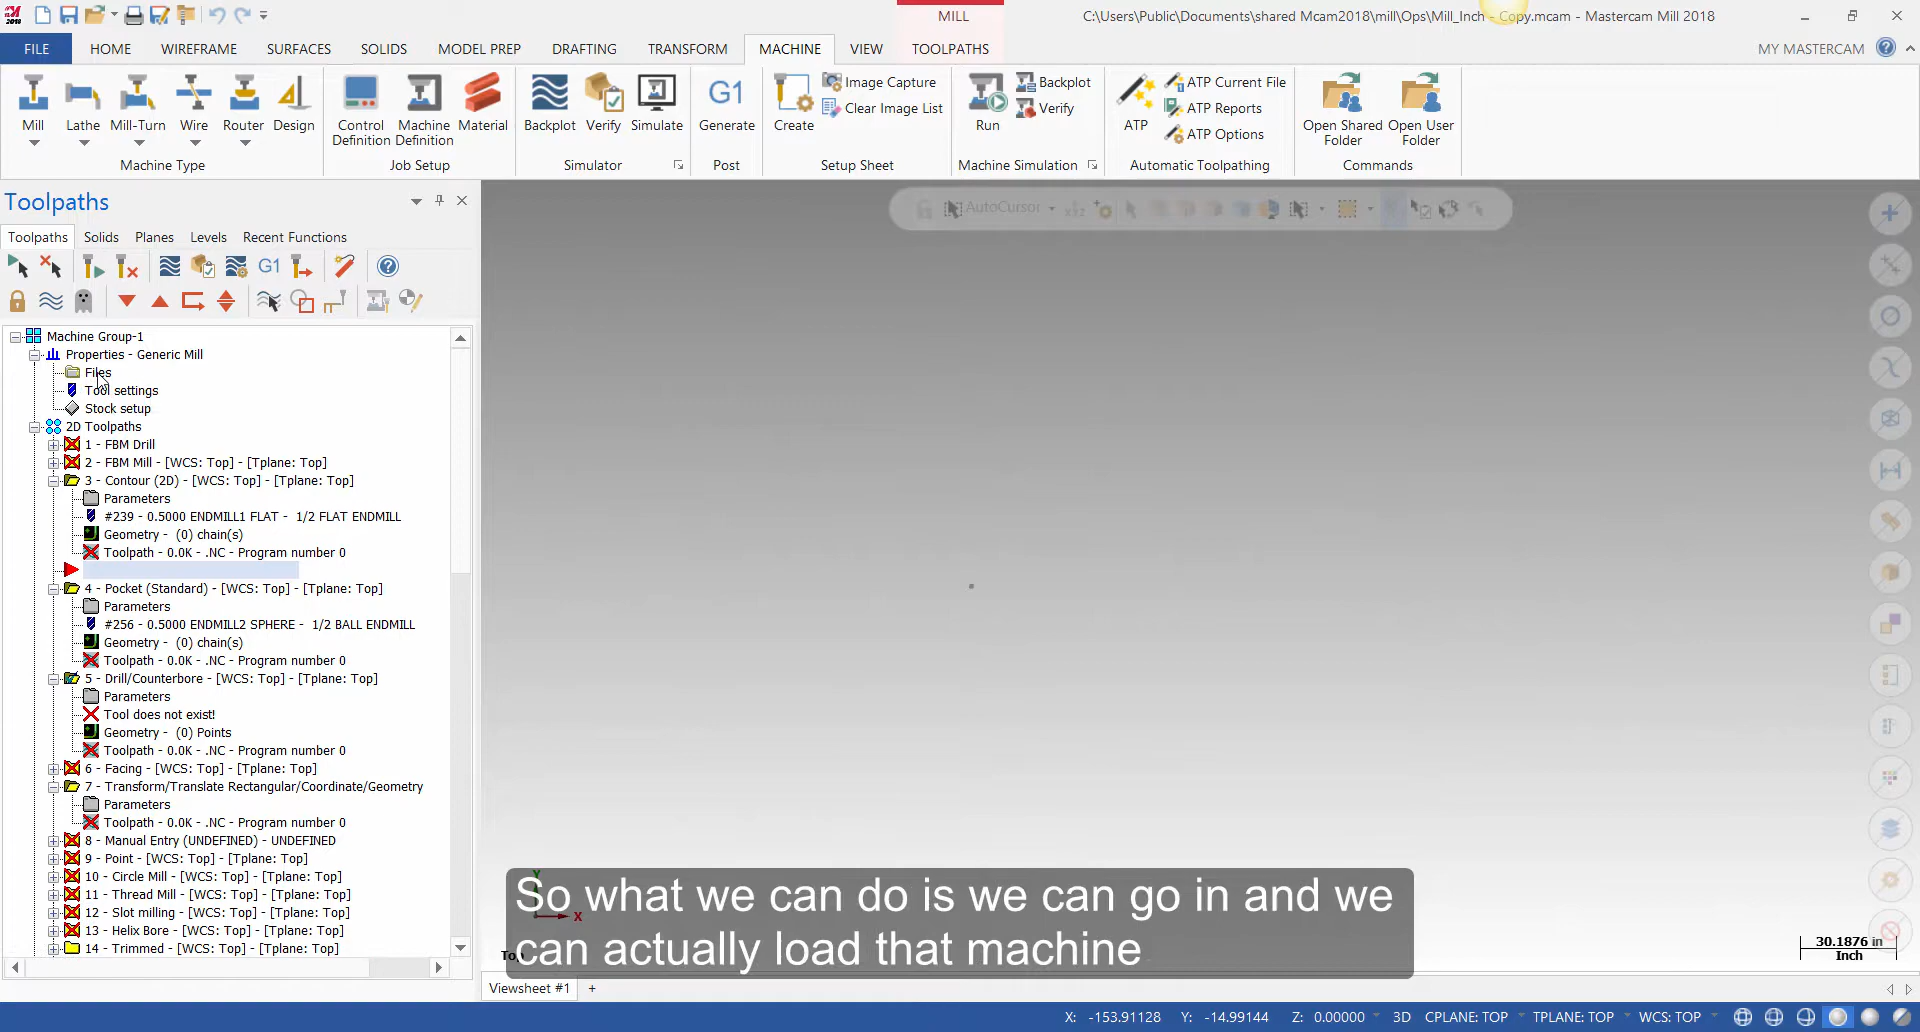 MILL
C:\Users\Public\Documents\shared Mcam2018\mill\Ops\Mill_Inch - Copy.mcam - Mastercam Mill 2018
FILE HOME WIREFRAME SURFACES SOLIDS MODEL PREP DRAFTING TRANSFORM MACHINE VIEW TOOLPATHS MY MASTERCAM
Mill Lathe Mill-Turn Wire Router Design
Machine Type
Control Definition Machine Definition Material
Job Setup
Backplot Verify Simulate
Simulator
G1
Generate
Post
Create
Image Capture
Clear Image List
Setup Sheet
Run
Backplot
Verify
Machine Simulation
ATP
ATP Current File
ATP Reports
ATP Options
Automatic Toolpathing
Open Shared Folder Open User Folder
Commands
Toolpaths
Toolpaths Solids Planes Levels Recent Functions
G1
AutoCursor
xyz
Machine Group-1
Properties - Generic Mill
Files
Tool settings
Stock setup
2D Toolpaths
1 - FBM Drill
2 - FBM Mill - [WCS: Top] - [Tplane: Top]
3 - Contour (2D) - [WCS: Top] - [Tplane: Top]
Parameters
#239 - 0.5000 ENDMILL1 FLAT - 1/2 FLAT ENDMILL
Geometry - (0) chain(s)
Toolpath - 0.0K - .NC - Program number 0
4 - Pocket (Standard) - [WCS: Top] - [Tplane: Top]
Parameters
#256 - 0.5000 ENDMILL2 SPHERE - 1/2 BALL ENDMILL
Geometry - (0) chain(s)
Toolpath - 0.0K - .NC - Program number 0
5 - Drill/Counterbore - [WCS: Top] - [Tplane: Top]
Parameters
Tool does not exist!
Geometry - (0) Points
Toolpath - 0.0K - .NC - Program number 0
6 - Facing - [WCS: Top] - [Tplane: Top]
7 - Transform/Translate Rectangular/Coordinate/Geometry
Parameters
Toolpath - 0.0K - .NC - Program number 0
8 - Manual Entry (UNDEFINED) - UNDEFINED
9 - Point - [WCS: Top] - [Tplane: Top]
10 - Circle Mill - [WCS: Top] - [Tplane: Top]
11 - Thread Mill - [WCS: Top] - [Tplane: Top]
12 - Slot milling - [WCS: Top] - [Tplane: Top]
13 - Helix Bore - [WCS: Top] - [Tplane: Top]
14 - Trimmed - [WCS: Top] - [Tplane: Top]
So what we can do is we can go in and we
can actually load that machine
Y
X
Top
30.1876 in
Inch
Viewsheet #1 +
X: -153.91128 Y: -14.99144 Z: 0.00000 3D CPLANE: TOP TPLANE: TOP WCS: TOP